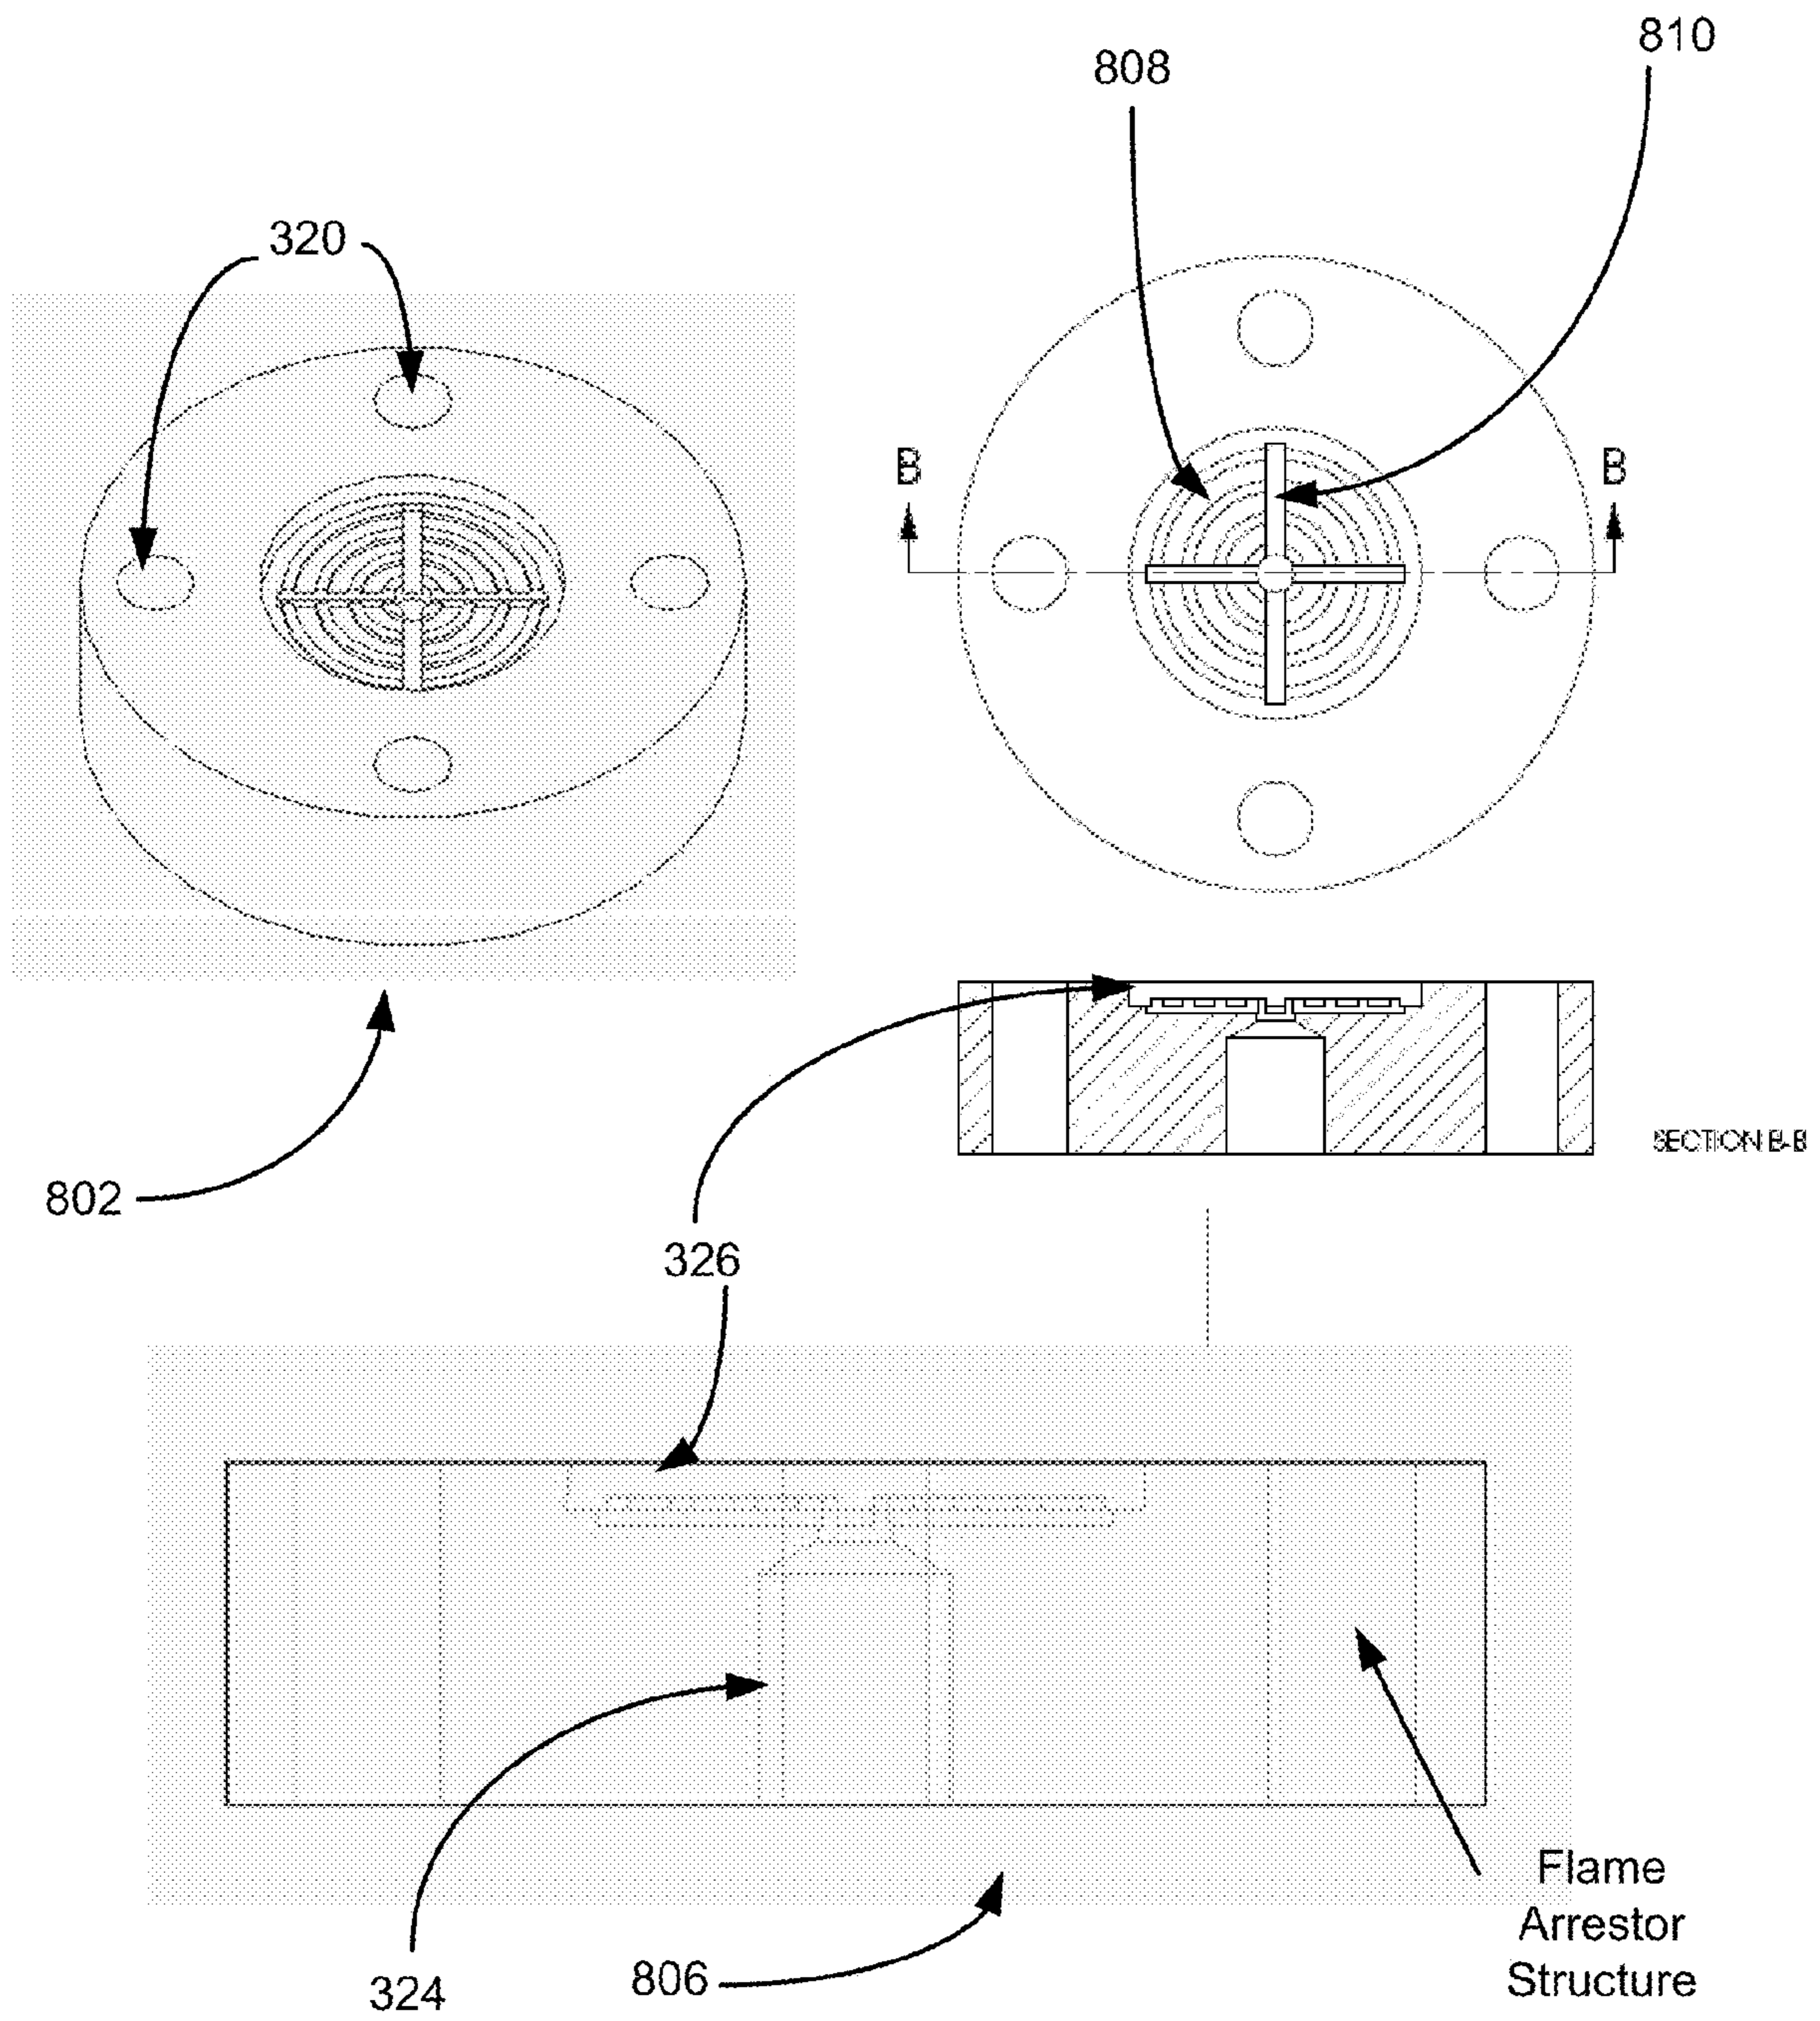 810
808
320
B
B
SECTION B-B
802
326
324
806
Flame
Arrestor
Structure